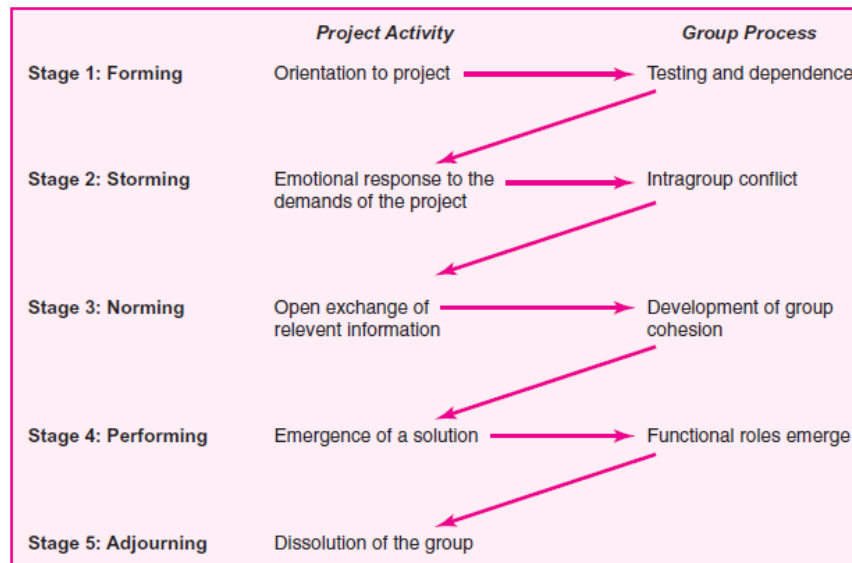 Project Activity Group Process
Stage 1: Forming Orientation to project Testing and dependence
Stage 2: Storming Emotional response to the Intragroup conflict
demands of the project
Stage 3: Norming Open exchange of Development of group
relevent information cohesion
Stage 4: Performing Emergence of a solution Functional roles emerge
Stage 5: Adjourning Dissolution of the group